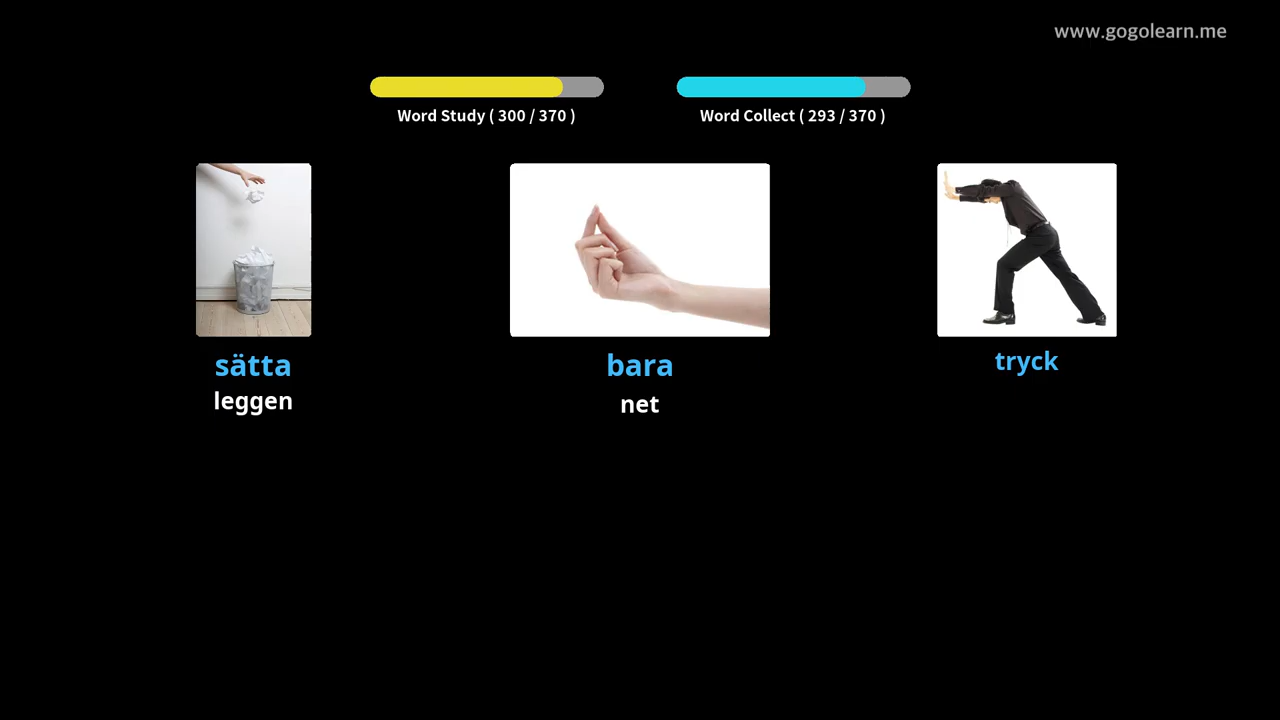 www.gogolearn.me
Word Study ( 300 / 370 )
Word Collect ( 293 / 370 )
sätta
leggen
bara
net
tryck